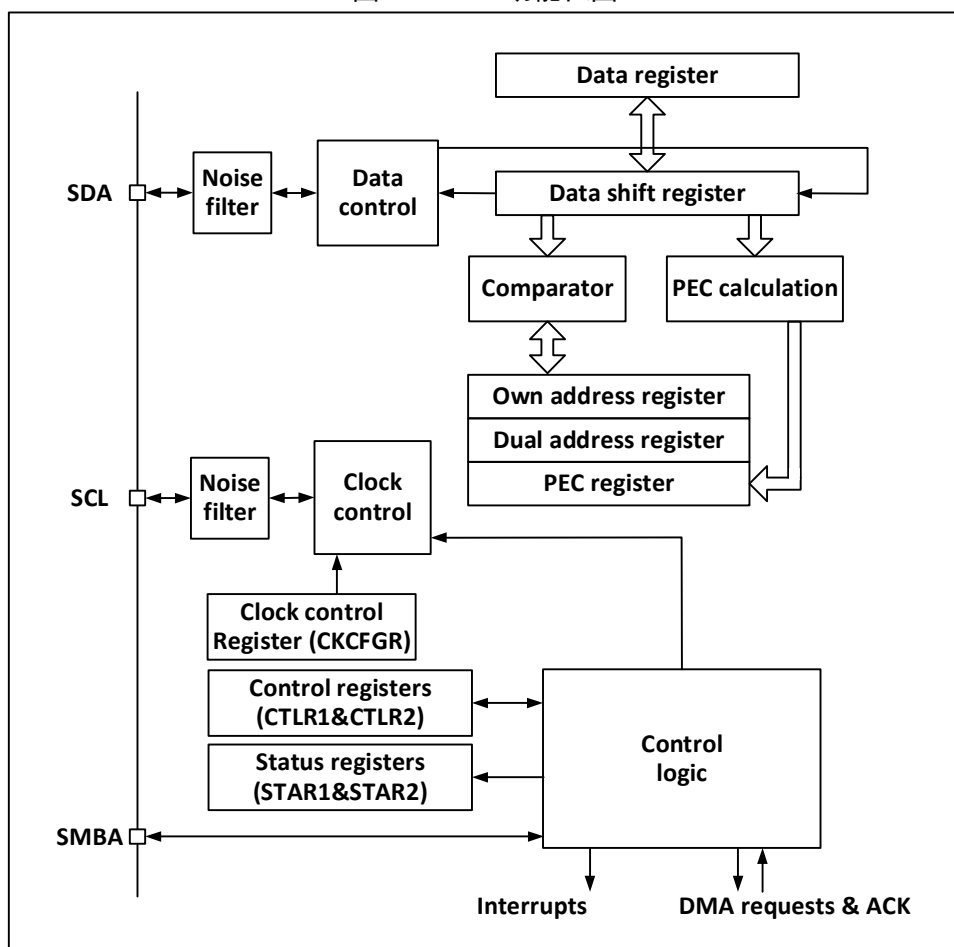 Data register
SDA
Noise
filter
Data
control
Data shift register
Comparator
PEC calculation
Own address register
Dual address register
PEC register
SCL
Noise
filter
Clock
control
Clock control
Register (CKCFGR)
Control registers
(CTLR1&CTLR2)
Status registers
(STAR1&STAR2)
Control
logic
SMBA
Interrupts
DMA requests & ACK